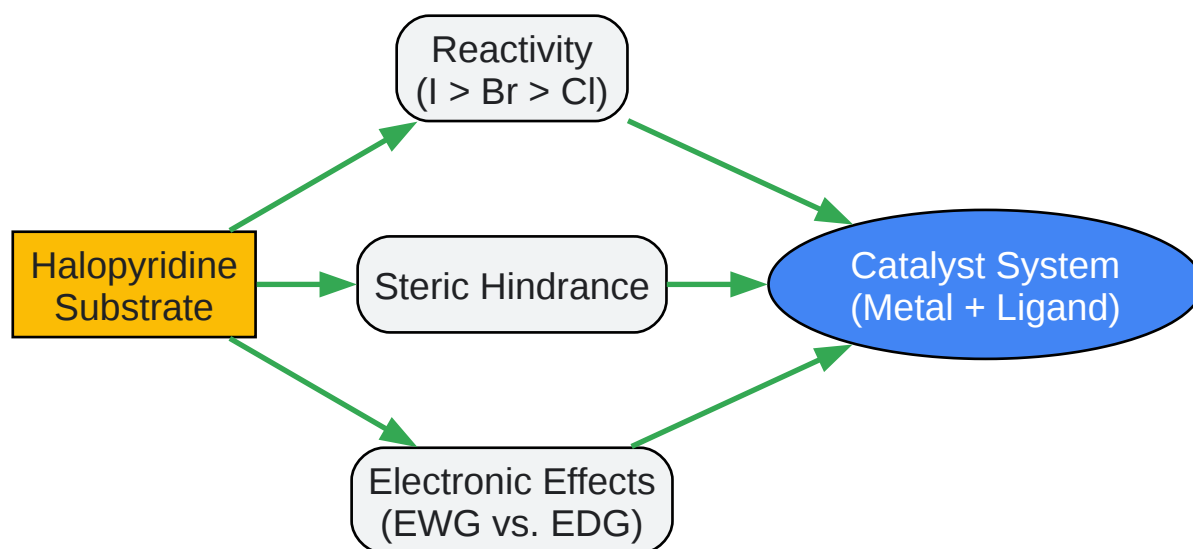 Reactivity
(I > Br > Cl)
Halopyridine
Substrate
Steric Hindrance
Catalyst System
(Metal + Ligand)
Electronic Effects
(EWG vs. EDG)